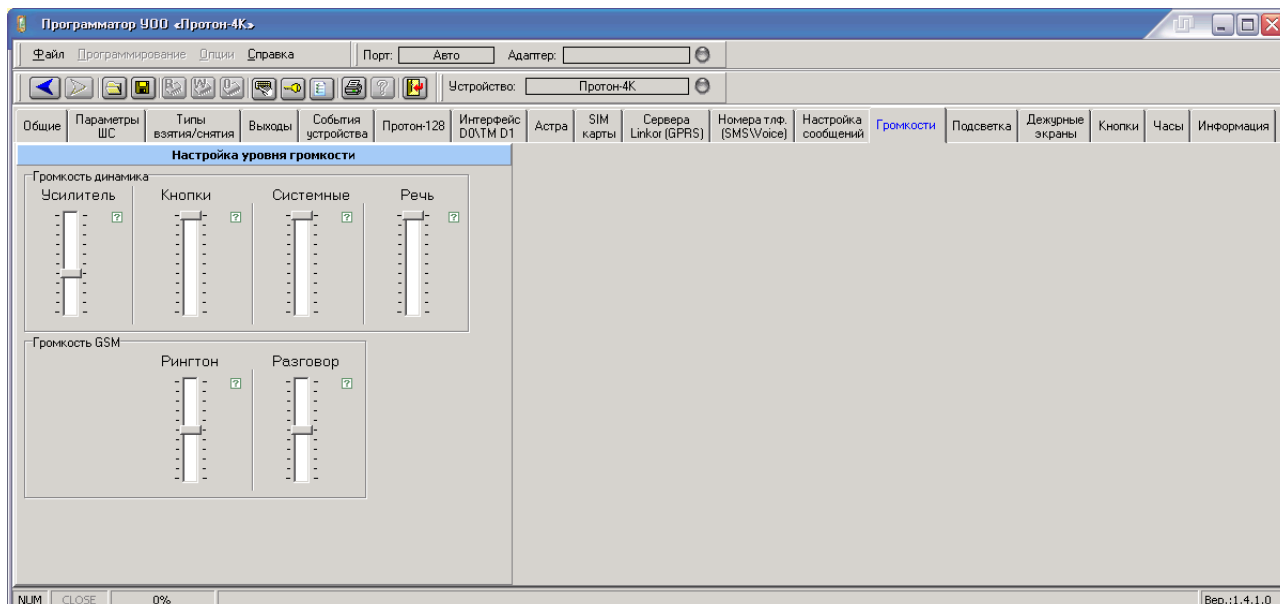 Программатор УОО «Протон-4К»
Файл Программирование Опции Справка Порт: Авто Адаптер:
Устройство: Протон-4К
Общие Параметры ШС Типы взятия/снятия Выходы События устройства Протон-128 Интерфейс D0\TM D1 Астра SIM карты Сервера Linkor (GPRS) Номера тлф. (SMS\Voice) Настройка сообщений Громкости Подсветка Дежурные экраны Кнопки Часы Информация
Настройка уровня громкости
Громкость динамика
Усилитель Кнопки Системные Речь
? ? ? ?
Громкость GSM
Рингтон Разговор
? ?
NUM CLOSE 0% Вер.:1.4.1.0